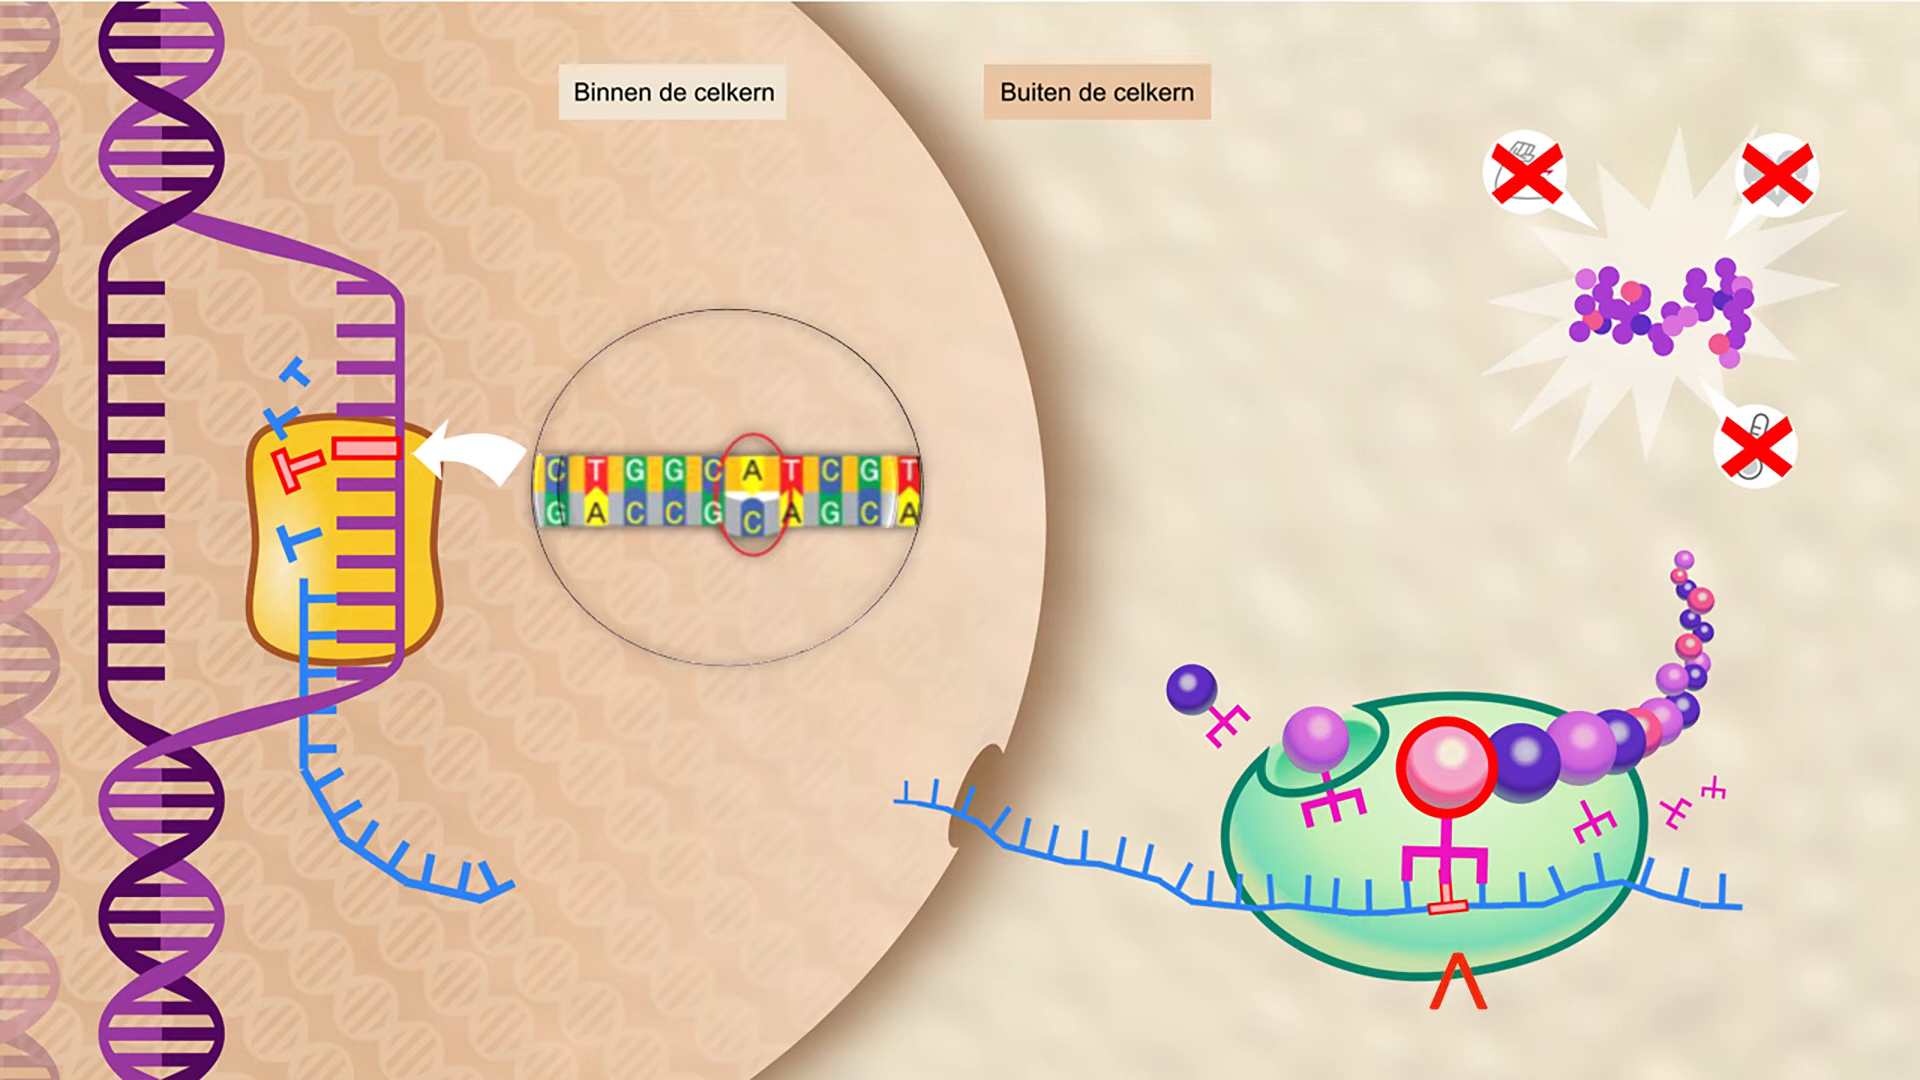 Binnen de celkern
Buiten de celkern
C T G G C A T C G T
G A C C G C A G C A